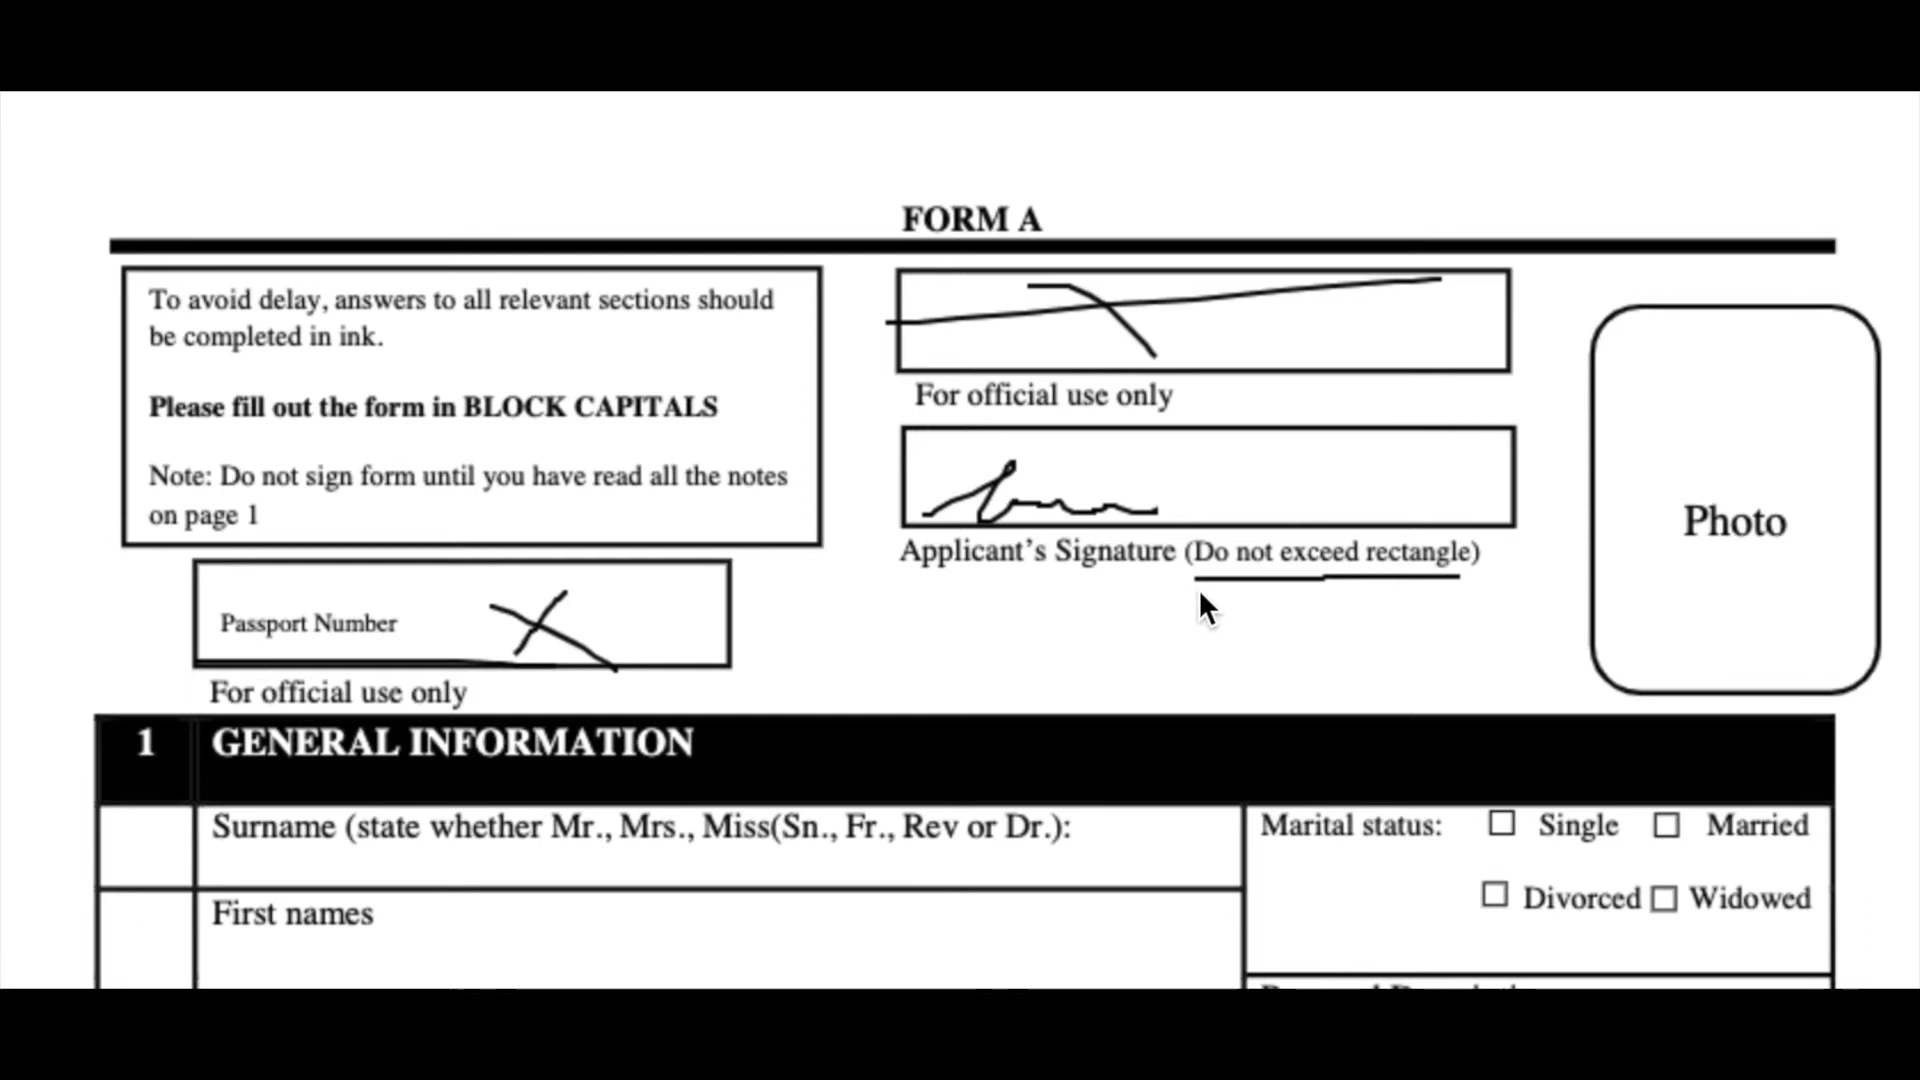 FORM A
To avoid delay, answers to all relevant sections should
be completed in ink.
Please fill out the form in BLOCK CAPITALS
Note: Do not sign form until you have read all the notes
on page 1
For official use only
Applicant's Signature (Do not exceed rectangle)
Photo
Passport Number
For official use only
1 GENERAL INFORMATION
Surname (state whether Mr., Mrs., Miss(Sn., Fr., Rev or Dr.):
Marital status: ☐ Single ☐ Married
☐ Divorced ☐ Widowed
First names